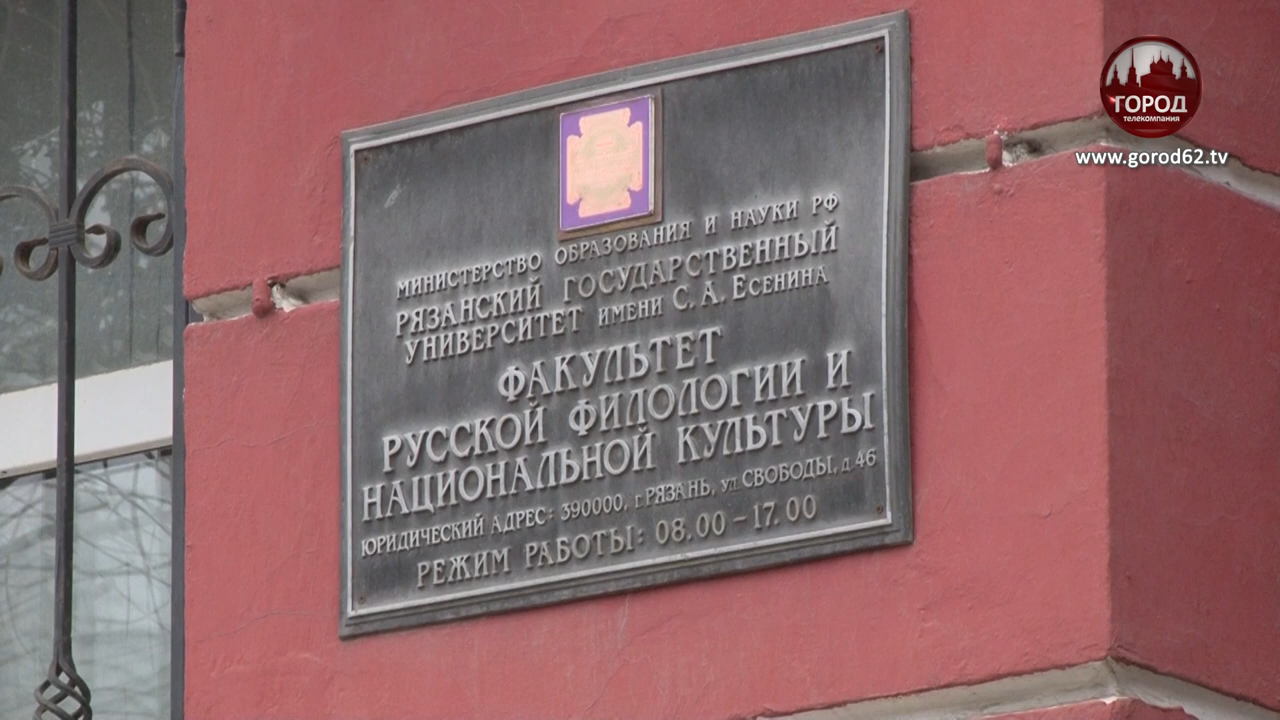 ГОРОД
телекомпания
www.gorod62.tv
МИНИСТЕРСТВО ОБРАЗОВАНИЯ И НАУКИ РФ
РЯЗАНСКИЙ ГОСУДАРСТВЕННЫЙ
УНИВЕРСИТЕТ ИМЕНИ С. А. ЕСЕНИНА
ФАКУЛЬТЕТ
РУССКОЙ ФИЛОЛОГИИ И
НАЦИОНАЛЬНОЙ КУЛЬТУРЫ
ЮРИДИЧЕСКИЙ АДРЕС: 390000, г. РЯЗАНЬ, ул. СВОБОДЫ, д. 46
РЕЖИМ РАБОТЫ: 08.00 – 17.00